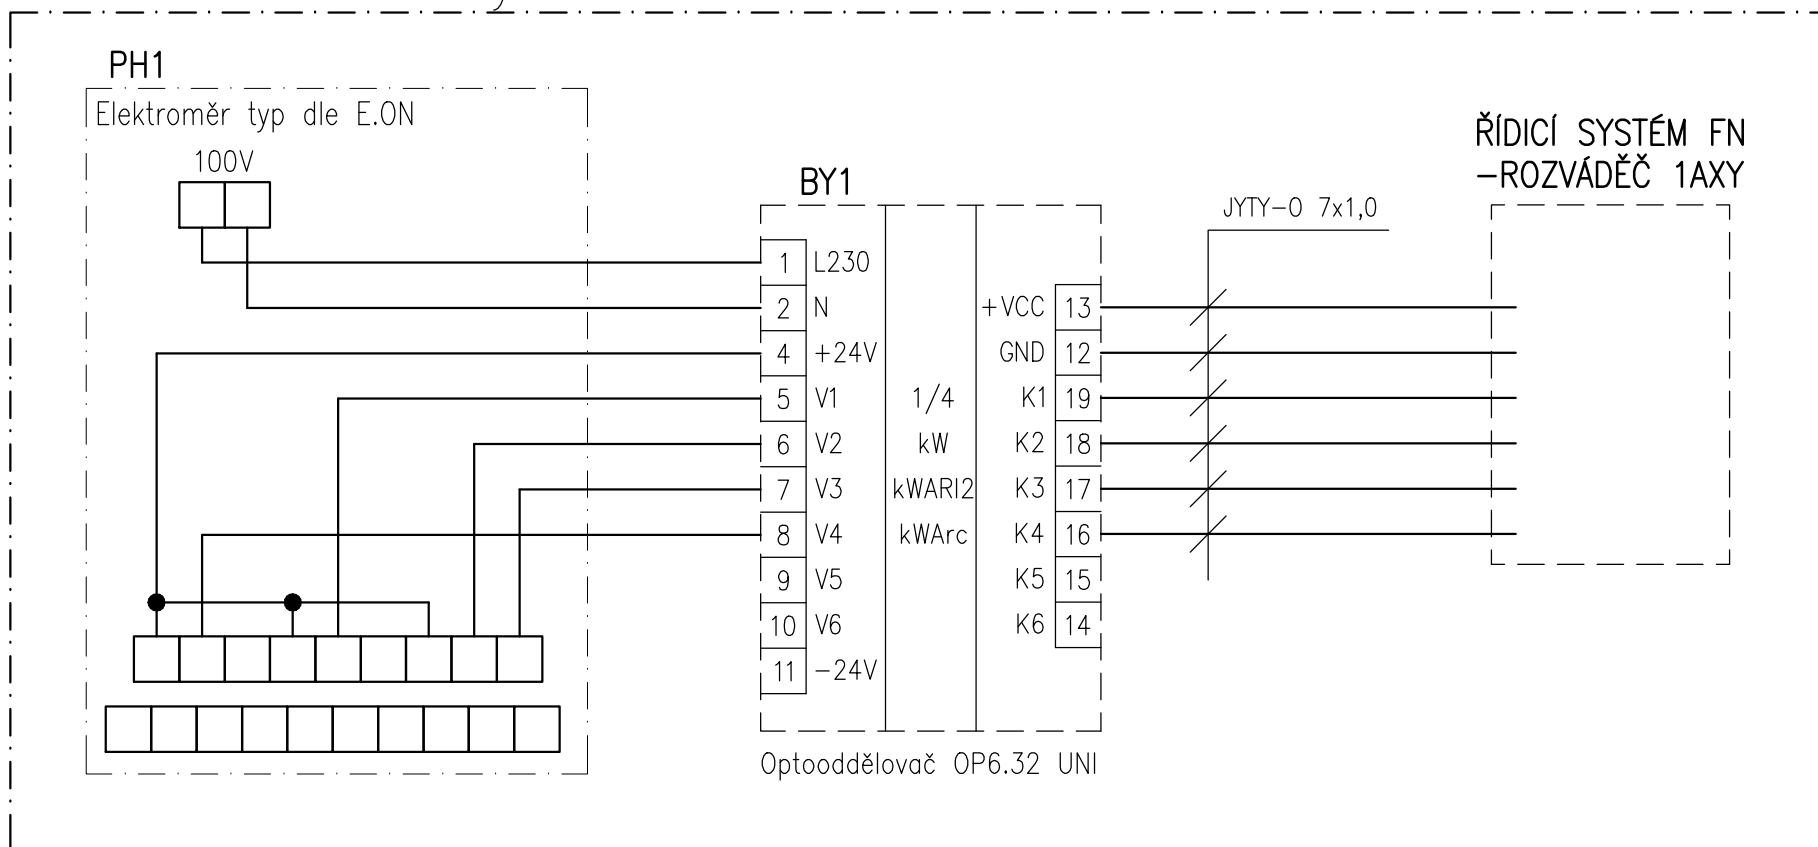 PH1
Elektroměr typ dle E.ON
100V
BY1
1 L230
2 N
4 +24V
5 V1
6 V2
7 V3
8 V4
9 V5
10 V6
11 -24V
1/4
kW
kWARI2
kWArc
+VCC 13
GND 12
K1 19
K2 18
K3 17
K4 16
K5 15
K6 14
Optooddělovač OP6.32 UNI
JYTY-O 7x1,0
ŘÍDICÍ SYSTÉM FN
-ROZVÁDĚČ 1AXY